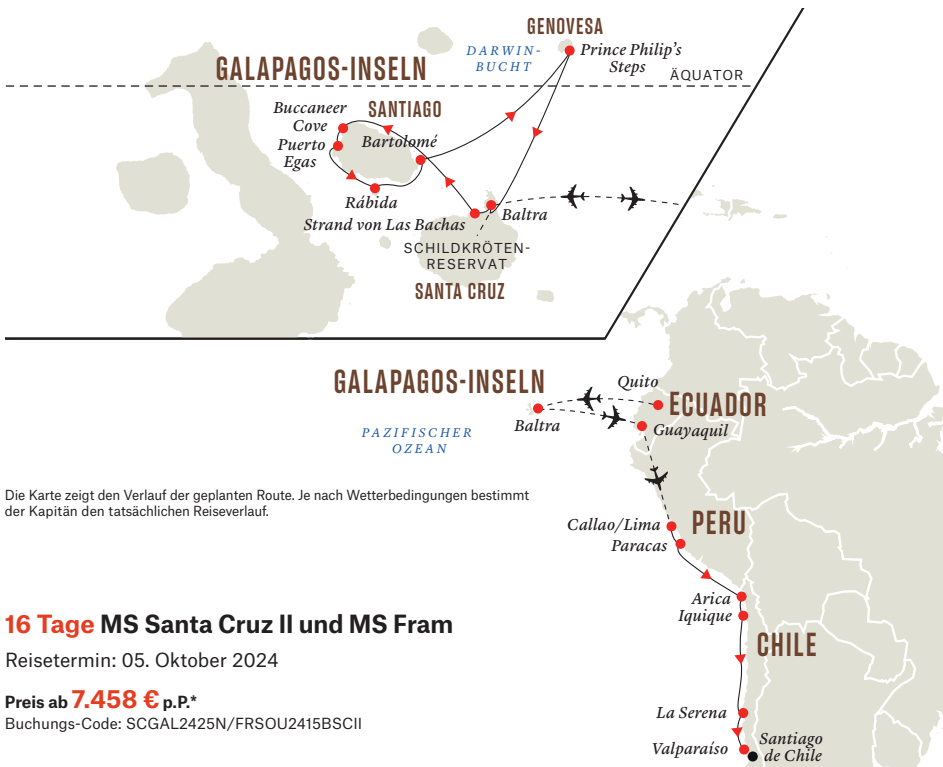 GENOVESA
DARWIN-
BUCHT
Prince Philip's
Steps
GALAPAGOS-INSELN
ÄQUATOR
Buccaneer
Cove
SANTIAGO
Puerto
Egas
Bartolomé
Rábida
Strand von Las Bachas
Baltra
SCHILDKRÖTEN-
RESERVAT
SANTA CRUZ
GALAPAGOS-INSELN
Quito
ECUADOR
Baltra
Guayaquil
PAZIFISCHER
OZEAN
Die Karte zeigt den Verlauf der geplanten Route. Je nach Wetterbedingungen bestimmt
der Kapitän den tatsächlichen Reiseverlauf.
Callao/Lima
PERU
Paracas
Arica
Iquique
CHILE
La Serena
Valparaíso
Santiago
de Chile
16 Tage MS Santa Cruz II und MS Fram
Reisetermin: 05. Oktober 2024
Preis ab 7.458 € p.P.*
Buchungs-Code: SCGAL2425N/FRSOU2415BSCII